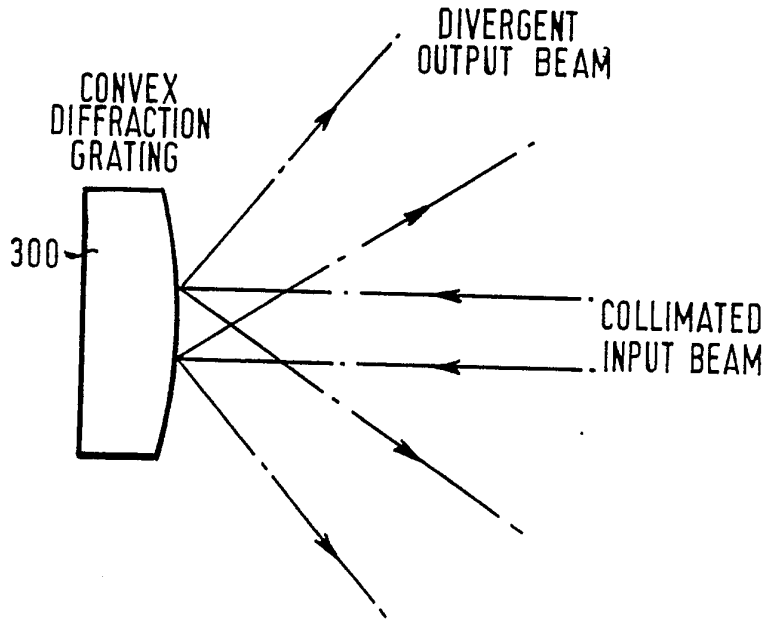 DIVERGENT
OUTPUT BEAM
CONVEX
DIFFRACTION
GRATING
300
COLLIMATED
INPUT BEAM